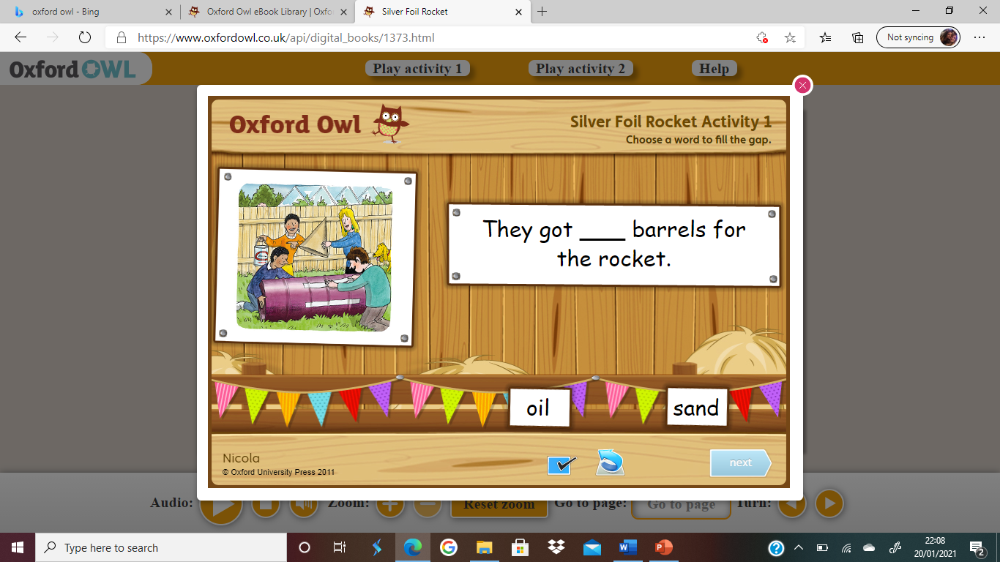 oxford owl - Bing
Oxford Owl eBook Library | Oxfo
Silver Foil Rocket
https://www.oxfordowl.co.uk/api/digital_books/1373.html
Not syncing
Oxford OWL
Play activity 1
Play activity 2
Help
Oxford Owl
Silver Foil Rocket Activity 1
Choose a word to fill the gap.
They got ___ barrels for
the rocket.
oil
sand
Nicola
© Oxford University Press 2011
next
Audio:
Zoom:
Reset zoom
Go to page:
Go to page
Turn:
Type here to search
22:08
20/01/2021
2